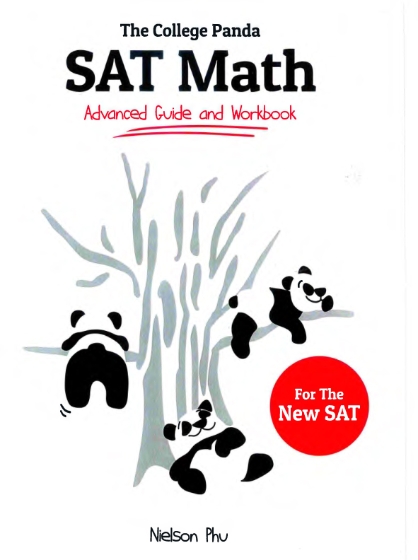 The College Panda
SAT Math
Advanced Guide and Workbook
For The
New SAT
Nielson Phu